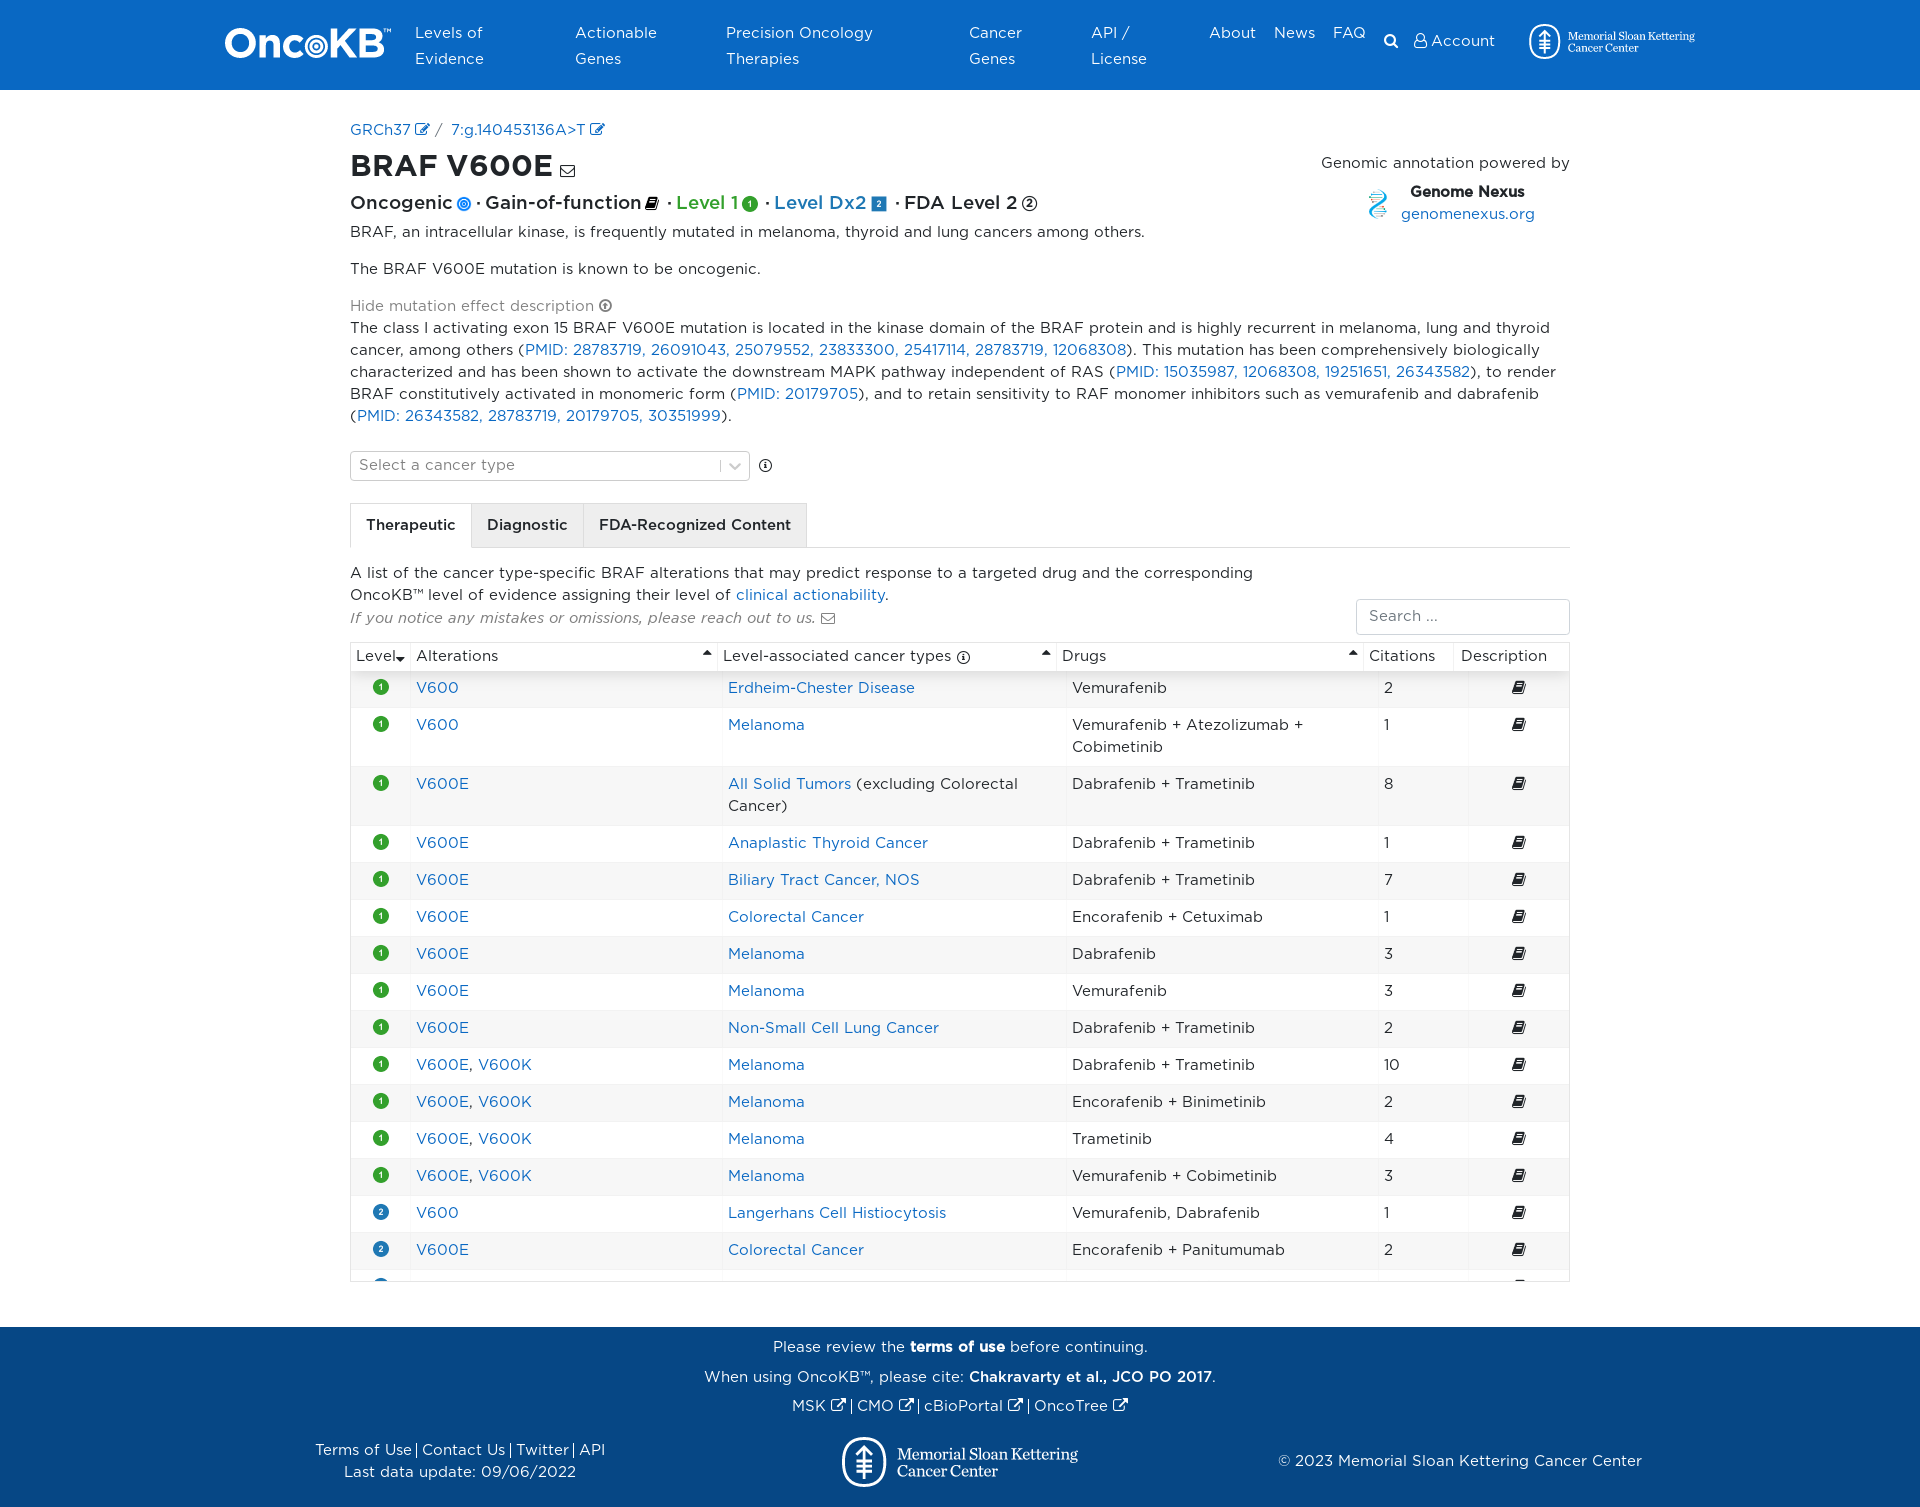 OncoKB™
Levels of Evidence
Actionable Genes
Precision Oncology Therapies
Cancer Genes
API / License
About
News
FAQ
Account
Memorial Sloan Kettering Cancer Center
GRCh37 / 7:g.140453136A>T
BRAF V600E
Genomic annotation powered by
Genome Nexus
genomenexus.org
Oncogenic · Gain-of-function · Level 1 1 · Level Dx2 2 · FDA Level 2 2
BRAF, an intracellular kinase, is frequently mutated in melanoma, thyroid and lung cancers among others.
The BRAF V600E mutation is known to be oncogenic.
Hide mutation effect description
The class I activating exon 15 BRAF V600E mutation is located in the kinase domain of the BRAF protein and is highly recurrent in melanoma, lung and thyroid
cancer, among others (PMID: 28783719, 26091043, 25079552, 23833300, 25417114, 28783719, 12068308). This mutation has been comprehensively biologically
characterized and has been shown to activate the downstream MAPK pathway independent of RAS (PMID: 15035987, 12068308, 19251651, 26343582), to render
BRAF constitutively activated in monomeric form (PMID: 20179705), and to retain sensitivity to RAF monomer inhibitors such as vemurafenib and dabrafenib
(PMID: 26343582, 28783719, 20179705, 30351999).
Select a cancer type
Therapeutic Diagnostic FDA-Recognized Content
A list of the cancer type-specific BRAF alterations that may predict response to a targeted drug and the corresponding
OncoKB™ level of evidence assigning their level of clinical actionability.
If you notice any mistakes or omissions, please reach out to us.
Search ...
Level Alterations Level-associated cancer types Drugs Citations Description
1 V600 Erdheim-Chester Disease Vemurafenib 2
1 V600 Melanoma Vemurafenib + Atezolizumab + Cobimetinib 1
1 V600E All Solid Tumors (excluding Colorectal Cancer) Dabrafenib + Trametinib 8
1 V600E Anaplastic Thyroid Cancer Dabrafenib + Trametinib 1
1 V600E Biliary Tract Cancer, NOS Dabrafenib + Trametinib 7
1 V600E Colorectal Cancer Encorafenib + Cetuximab 1
1 V600E Melanoma Dabrafenib 3
1 V600E Melanoma Vemurafenib 3
1 V600E Non-Small Cell Lung Cancer Dabrafenib + Trametinib 2
1 V600E, V600K Melanoma Dabrafenib + Trametinib 10
1 V600E, V600K Melanoma Encorafenib + Binimetinib 2
1 V600E, V600K Melanoma Trametinib 4
1 V600E, V600K Melanoma Vemurafenib + Cobimetinib 3
2 V600 Langerhans Cell Histiocytosis Vemurafenib, Dabrafenib 1
2 V600E Colorectal Cancer Encorafenib + Panitumumab 2
Please review the terms of use before continuing.
When using OncoKB™, please cite: Chakravarty et al., JCO PO 2017.
MSK | CMO | cBioPortal | OncoTree
Terms of Use | Contact Us | Twitter | API
Last data update: 09/06/2022
Memorial Sloan Kettering
Cancer Center
© 2023 Memorial Sloan Kettering Cancer Center